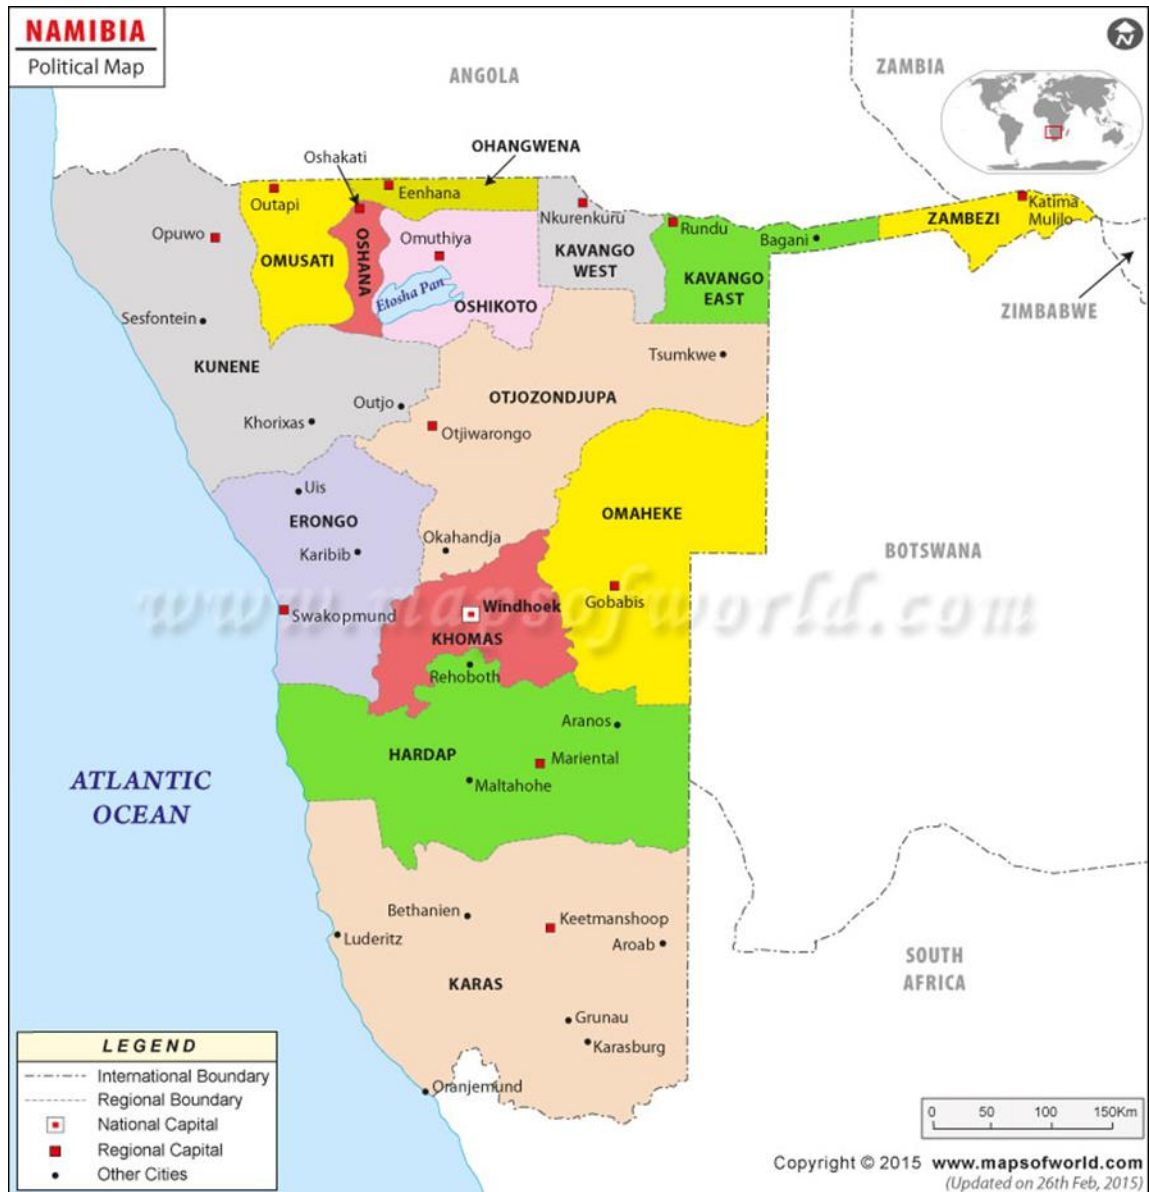 NAMIBIA
Political Map
ANGOLA
ZAMBIA
N
OHANGWENA
Oshakati
Eenhana
Outapi
Katima
Mulilo
Nkurenkuru
ZAMBEZI
Rundu
Opuwo
Omuthiya
Bagani
OSHANA
KAVANGO
WEST
OMUSATI
KAVANGO
EAST
Etosha Pan
OSHIKOTO
ZIMBABWE
Sesfontein
Tsumkwe
KUNENE
OTJOZONDJUPA
Outjo
Khorixas
Otjiwarongo
Uis
OMAHEKE
ERONGO
Okahandja
Karibib
BOTSWANA
www.mapsofworld.com
Gobabis
Windhoek
Swakopmund
KHOMAS
Rehoboth
Aranos
HARDAP
Mariental
ATLANTIC
OCEAN
Maltahohe
Bethanien
Keetmanshoop
Luderitz
Aroab
SOUTH
AFRICA
KARAS
Grunau
Karasburg
Oranjemund
LEGEND
International Boundary
Regional Boundary
National Capital
Regional Capital
Other Cities
0 50 100 150Km
Copyright © 2015 www.mapsofworld.com
(Updated on 26th Feb, 2015)